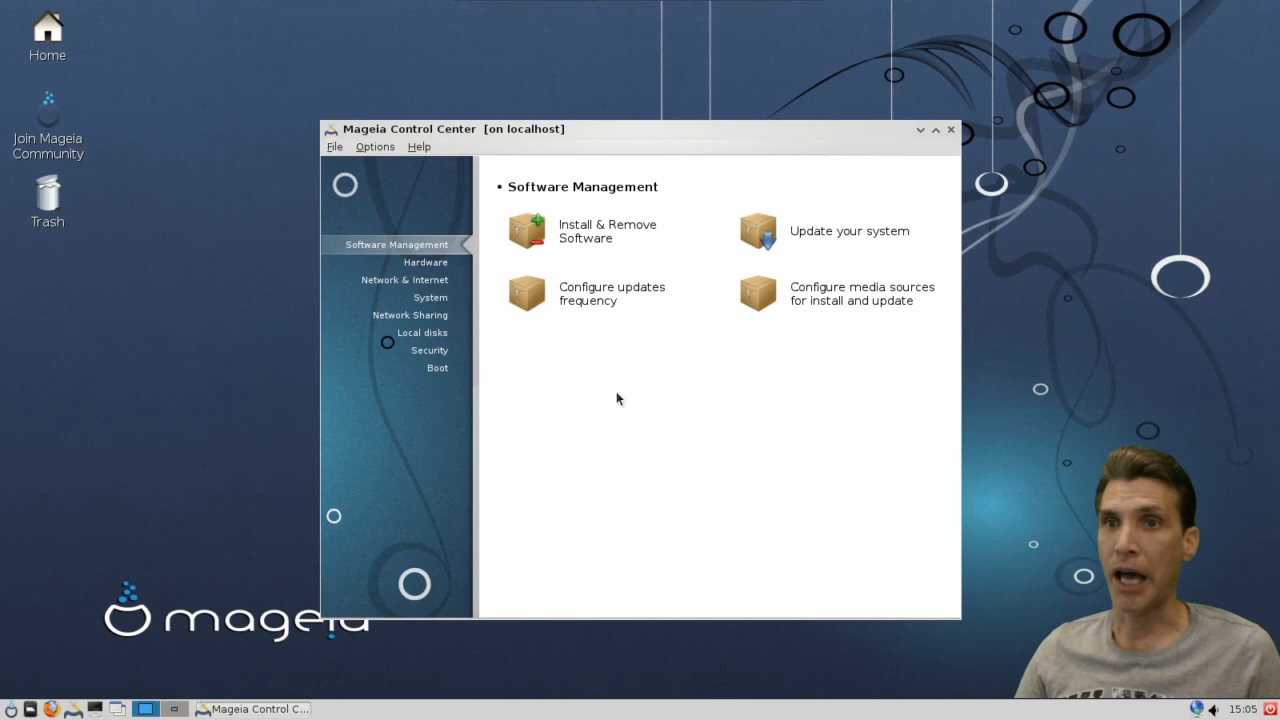 Home
Join Mageia
Community
Trash
Mageia Control Center [on localhost]
File Options Help
Software Management
Hardware
Network & Internet
System
Network Sharing
Local disks
Security
Boot
• Software Management
Install & Remove
Software
Update your system
Configure updates
frequency
Configure media sources
for install and update
mageia
Mageia Control C...
15:05